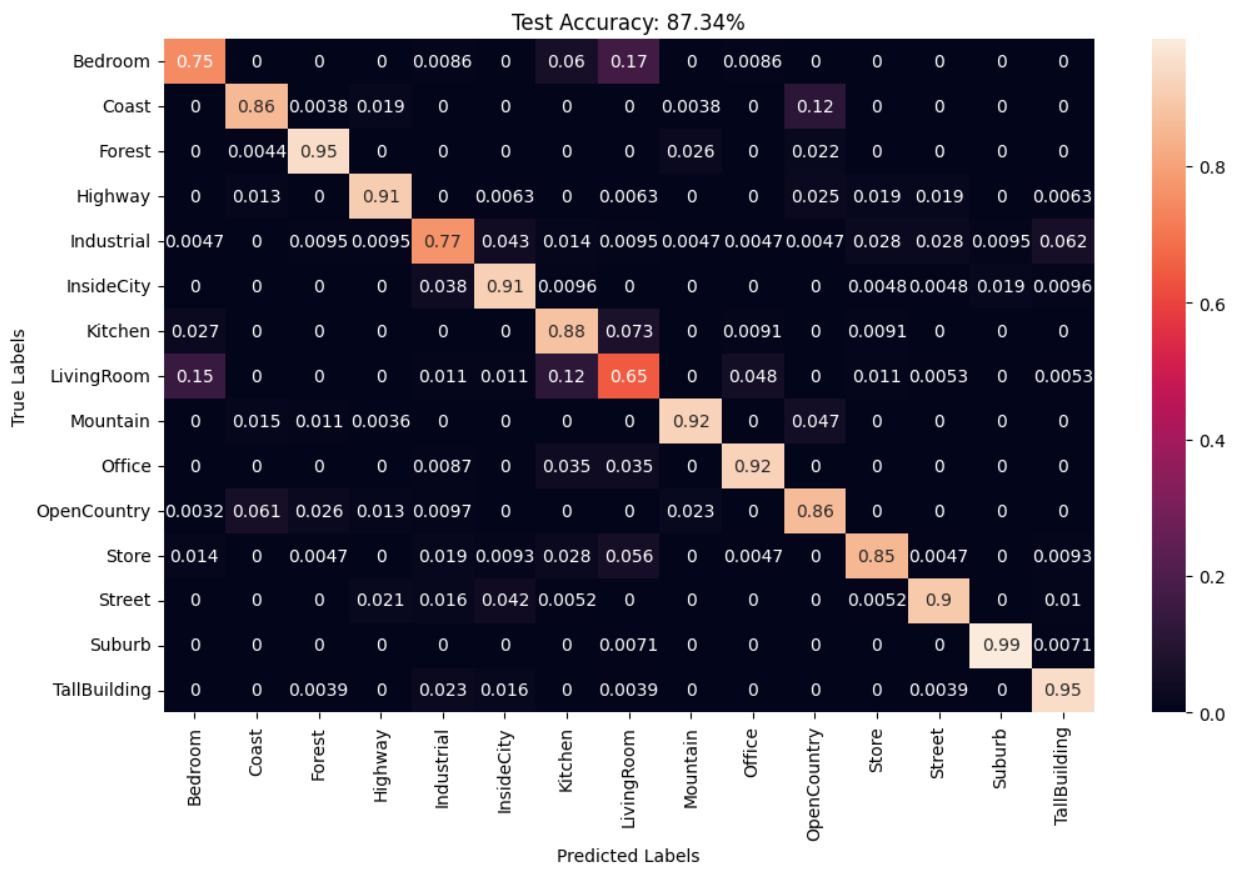 Test Accuracy: 87.34%
Bedroom 0.75 0 0 0 0.0086 0 0.06 0.17 0 0.0086 0 0 0 0 0
Coast 0 0.86 0.0038 0.019 0 0 0 0 0.0038 0 0.12 0 0 0 0
Forest 0 0.0044 0.95 0 0 0 0 0 0.026 0 0.022 0 0 0 0
0.8
Highway 0 0.013 0 0.91 0 0.0063 0 0.0063 0 0 0.025 0.019 0.019 0 0.0063
Industrial 0.0047 0 0.0095 0.0095 0.77 0.043 0.014 0.0095 0.0047 0.0047 0.0047 0.028 0.028 0.0095 0.062
InsideCity 0 0 0 0 0.038 0.91 0.0096 0 0 0 0 0.0048 0.0048 0.019 0.0096
0.6
Kitchen 0.027 0 0 0 0 0 0.88 0.073 0 0.0091 0 0.0091 0 0 0
True Labels
LivingRoom 0.15 0 0 0 0.011 0.011 0.12 0.65 0 0.048 0 0.011 0.0053 0 0.0053
Mountain 0 0.015 0.011 0.0036 0 0 0 0 0.92 0 0.047 0 0 0 0
0.4
Office 0 0 0 0 0.0087 0 0.035 0.035 0 0.92 0 0 0 0 0
OpenCountry 0.0032 0.061 0.026 0.013 0.0097 0 0 0 0.023 0 0.86 0 0 0 0
Store 0.014 0 0.0047 0 0.019 0.0093 0.028 0.056 0 0.0047 0 0.85 0.0047 0 0.0093
0.2
Street 0 0 0 0.021 0.016 0.042 0.0052 0 0 0 0 0.0052 0.9 0 0.01
Suburb 0 0 0 0 0 0 0 0.0071 0 0 0 0 0 0.99 0.0071
TallBuilding 0 0 0.0039 0 0.023 0.016 0 0.0039 0 0 0 0 0.0039 0 0.95
0.0
Bedroom
Coast
Forest
Highway
Industrial
InsideCity
Kitchen
LivingRoom
Mountain
Office
OpenCountry
Store
Street
Suburb
TallBuilding
Predicted Labels